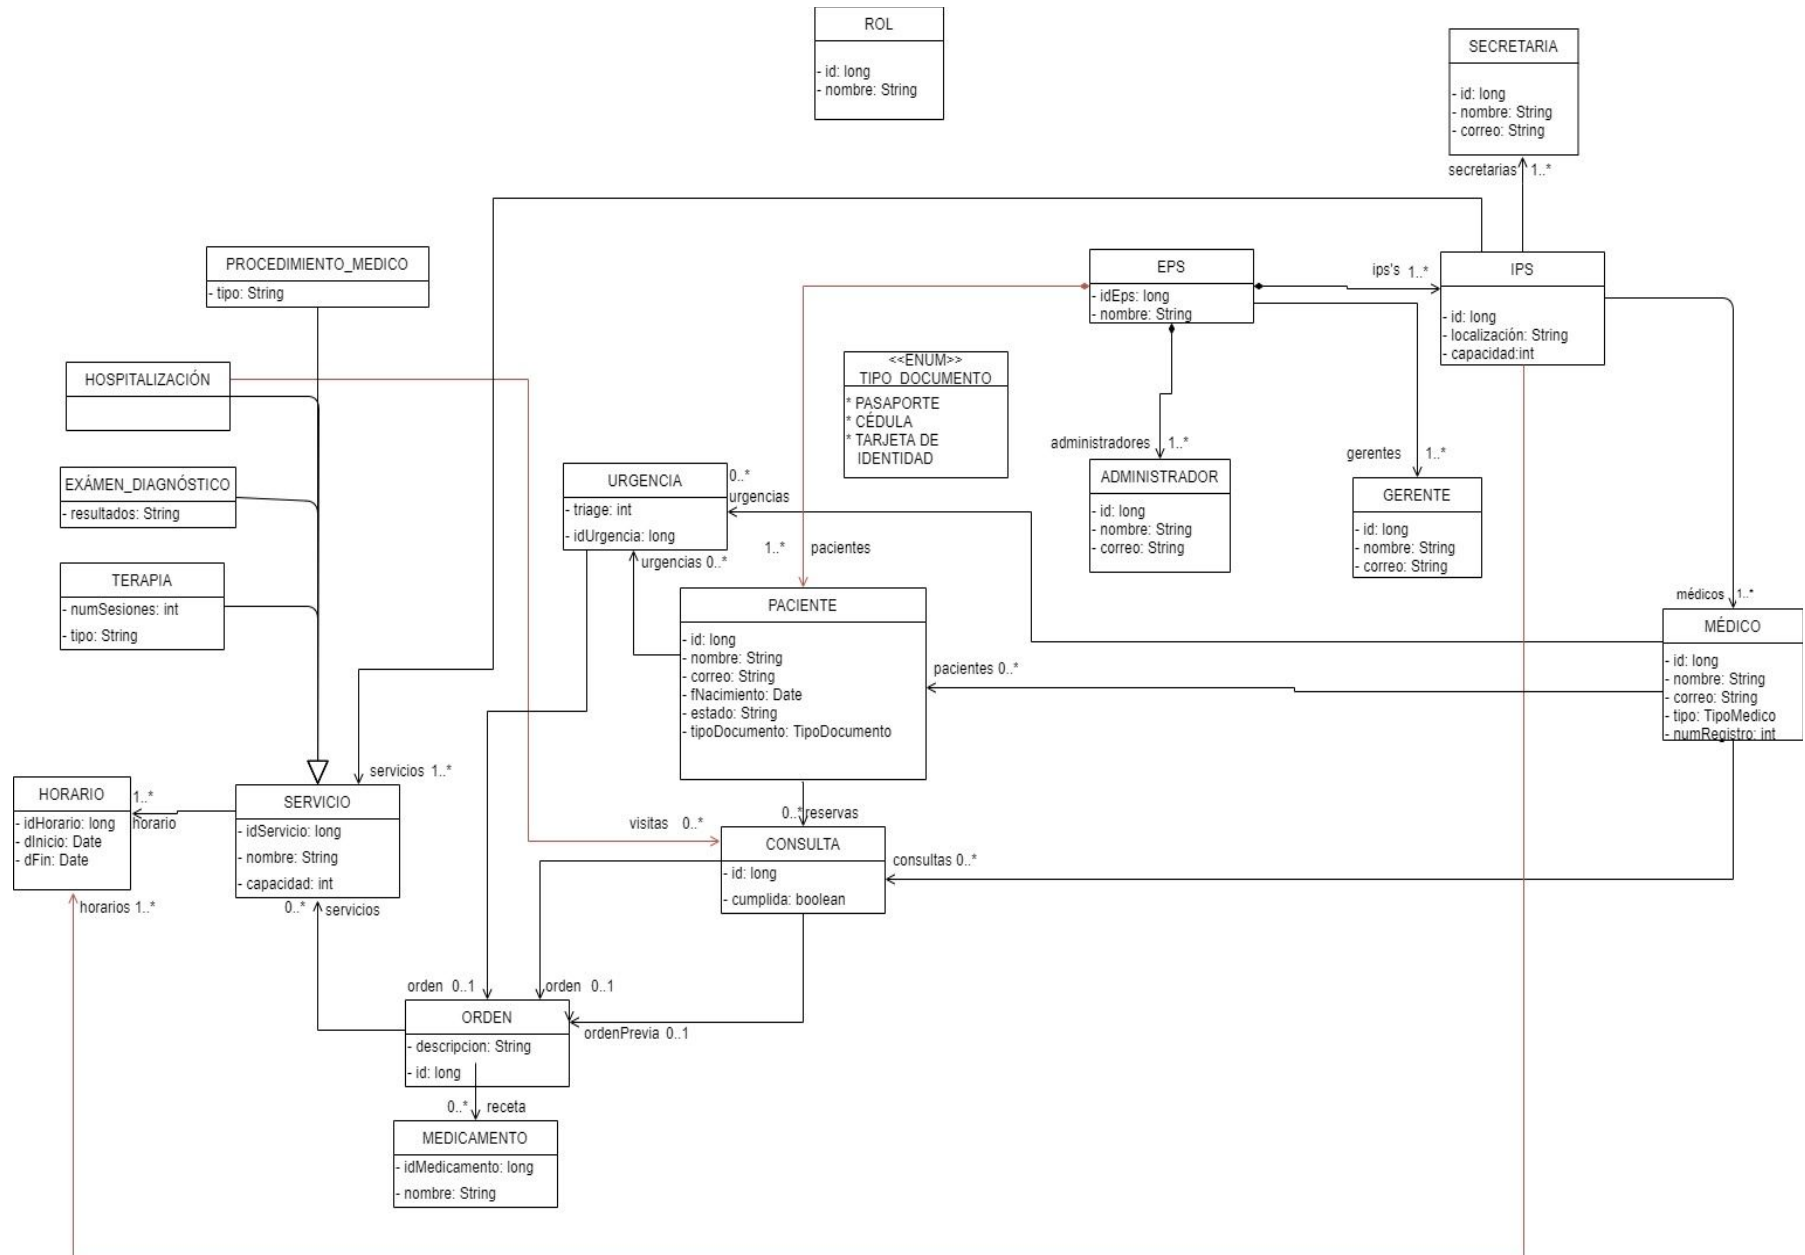 ROL
- id: long
- nombre: String
SECRETARIA
- id: long
- nombre: String
- correo: String
secretarias 1..*
PROCEDIMIENTO_MEDICO
- tipo: String
EPS
- idEps: long
- nombre: String
ips's 1..*
IPS
- id: long
- localización: String
- capacidad:int
HOSPITALIZACIÓN
<<ENUM>>
TIPO_DOCUMENTO
* PASAPORTE
* CÉDULA
* TARJETA DE
IDENTIDAD
administradores 1..*
ADMINISTRADOR
- id: long
- nombre: String
- correo: String
gerentes 1..*
GERENTE
- id: long
- nombre: String
- correo: String
EXÁMEN_DIAGNÓSTICO
- resultados: String
URGENCIA
- triage: int
- idUrgencia: long
0..*
urgencias
urgencias 0..*
1..* pacientes
TERAPIA
- numSesiones: int
- tipo: String
PACIENTE
- id: long
- nombre: String
- correo: String
- fNacimiento: Date
- estado: String
- tipoDocumento: TipoDocumento
pacientes 0..*
médicos 1..*
MÉDICO
- id: long
- nombre: String
- correo: String
- tipo: TipoMedico
- numRegistro: int
servicios 1..*
HORARIO
- idHorario: long
- dInicio: Date
- dFin: Date
1..*
horario
SERVICIO
- idServicio: long
- nombre: String
- capacidad: int
visitas 0..*
0..* reservas
CONSULTA
- id: long
- cumplida: boolean
consultas 0..*
horarios 1..*
0..* servicios
orden 0..1
orden 0..1
ORDEN
- descripcion: String
- id: long
ordenPrevia 0..1
0..* receta
MEDICAMENTO
- idMedicamento: long
- nombre: String